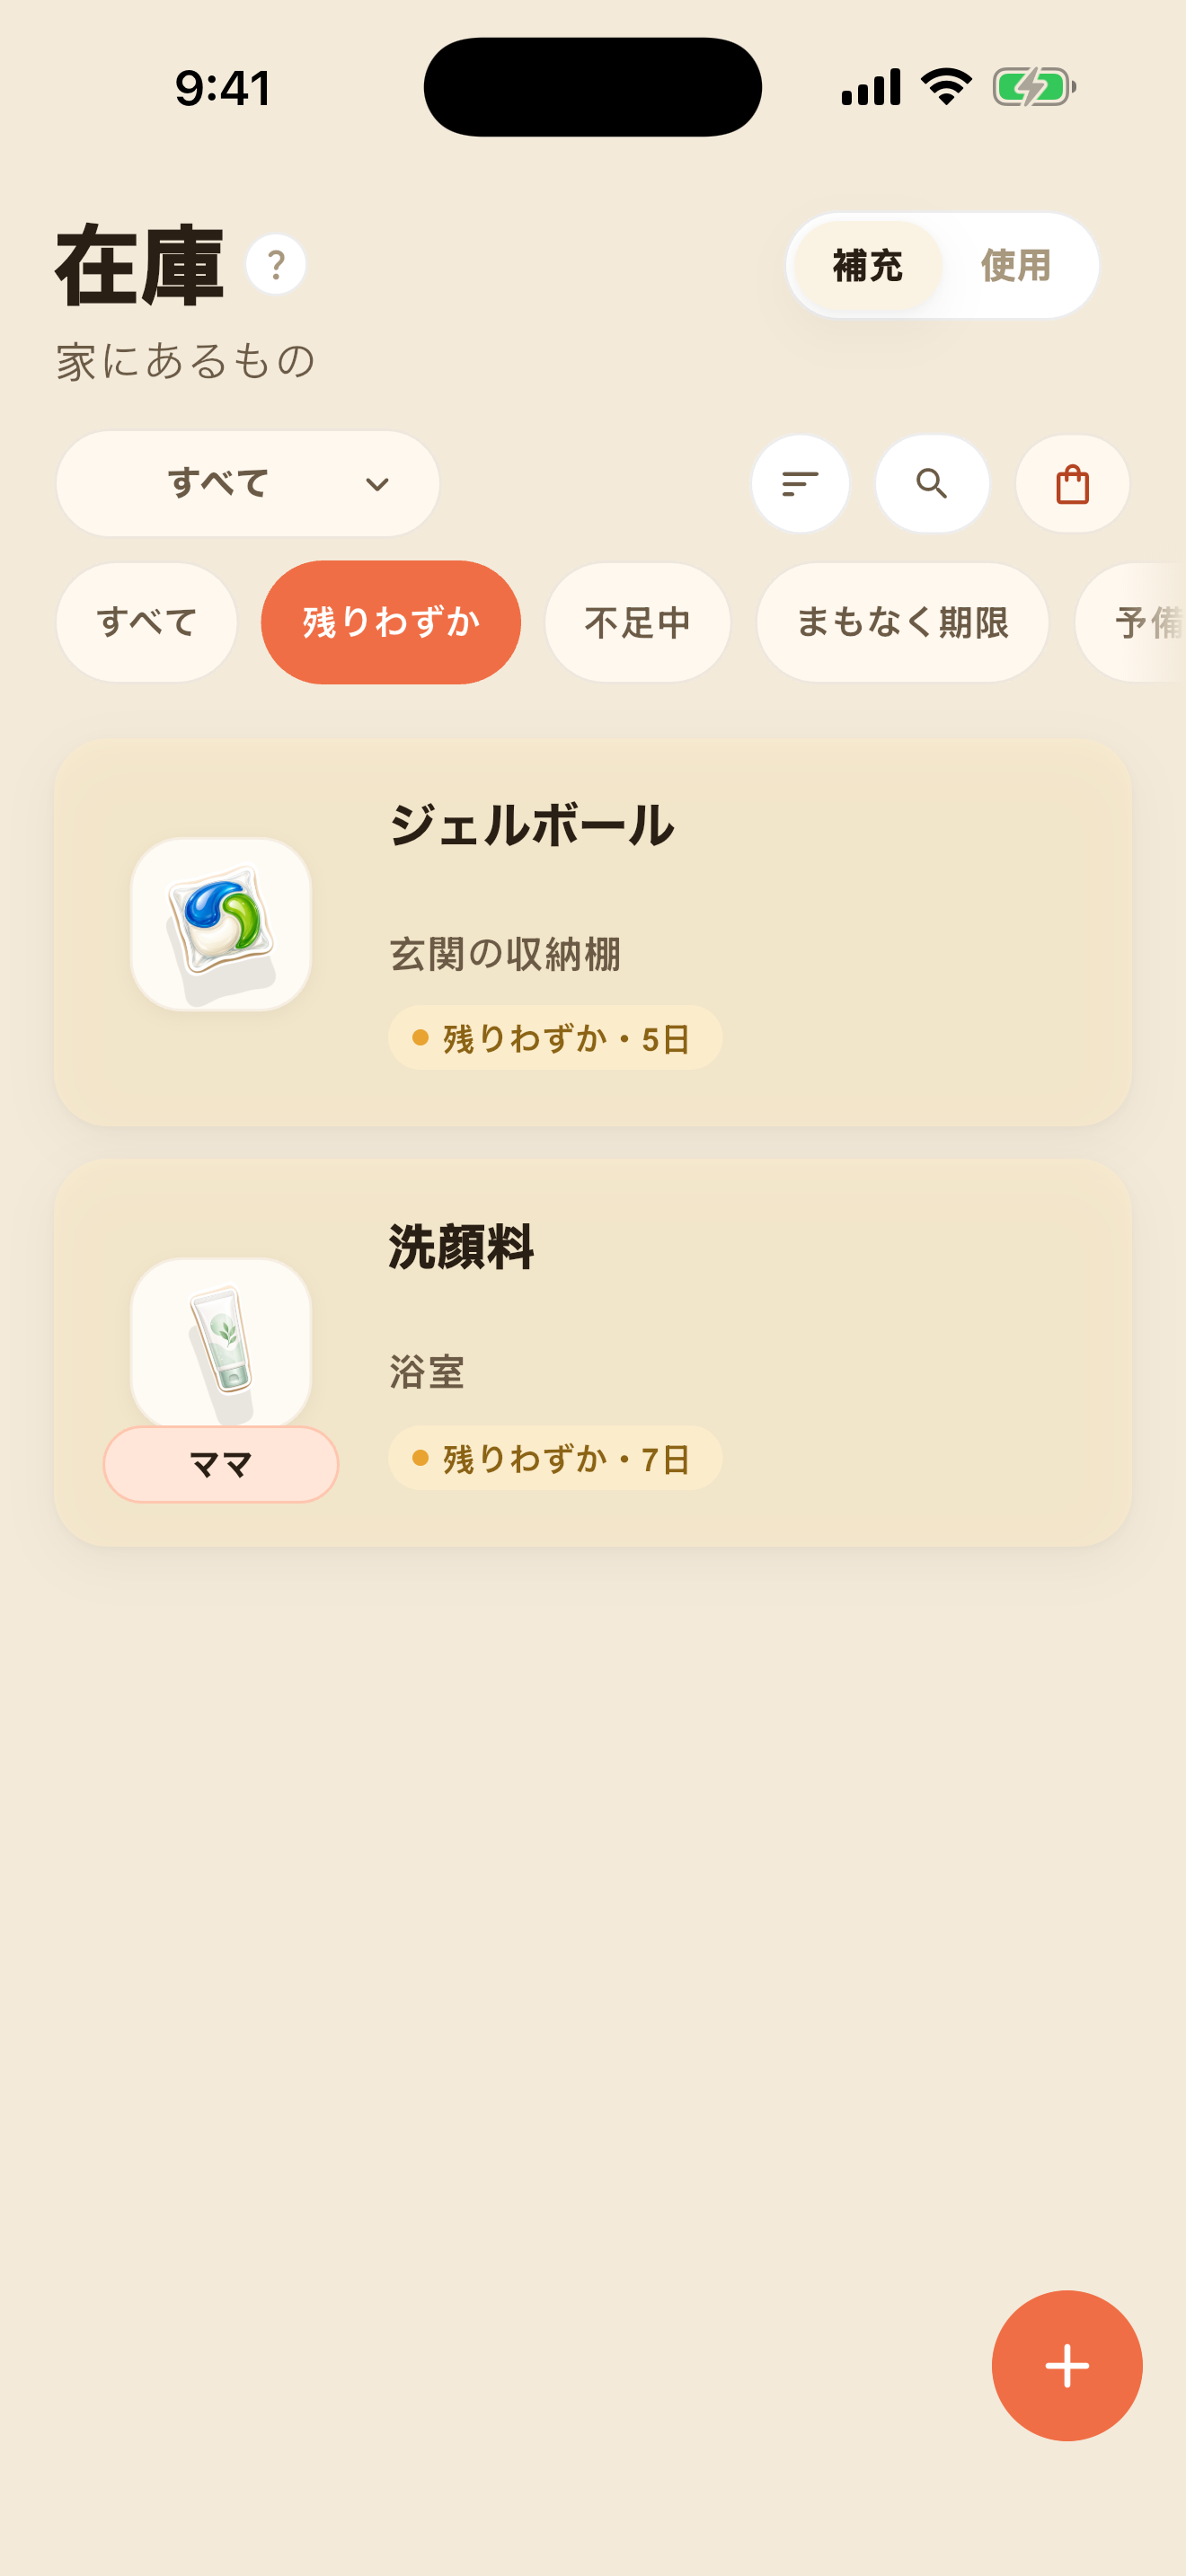 9:41
在庫 ?
補充 使用
家にあるもの
すべて
すべて 残りわずか 不足中 まもなく期限 予備
ジェルボール
玄関の収納棚
残りわずか・5日
洗顔料
浴室
ママ
残りわずか・7日